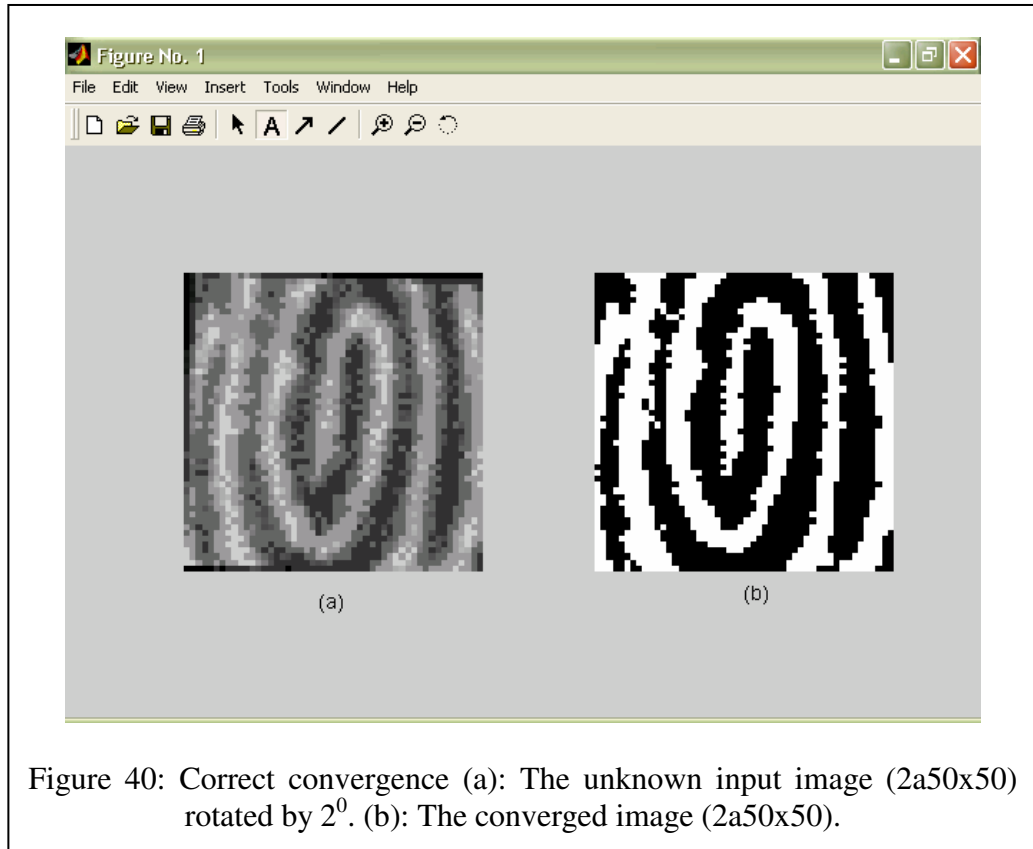 Figure No. 1
File Edit View Insert Tools Window Help
A
(a)
(b)
Figure 40: Correct convergence (a): The unknown input image (2a50x50)
rotated by 2⁰. (b): The converged image (2a50x50).